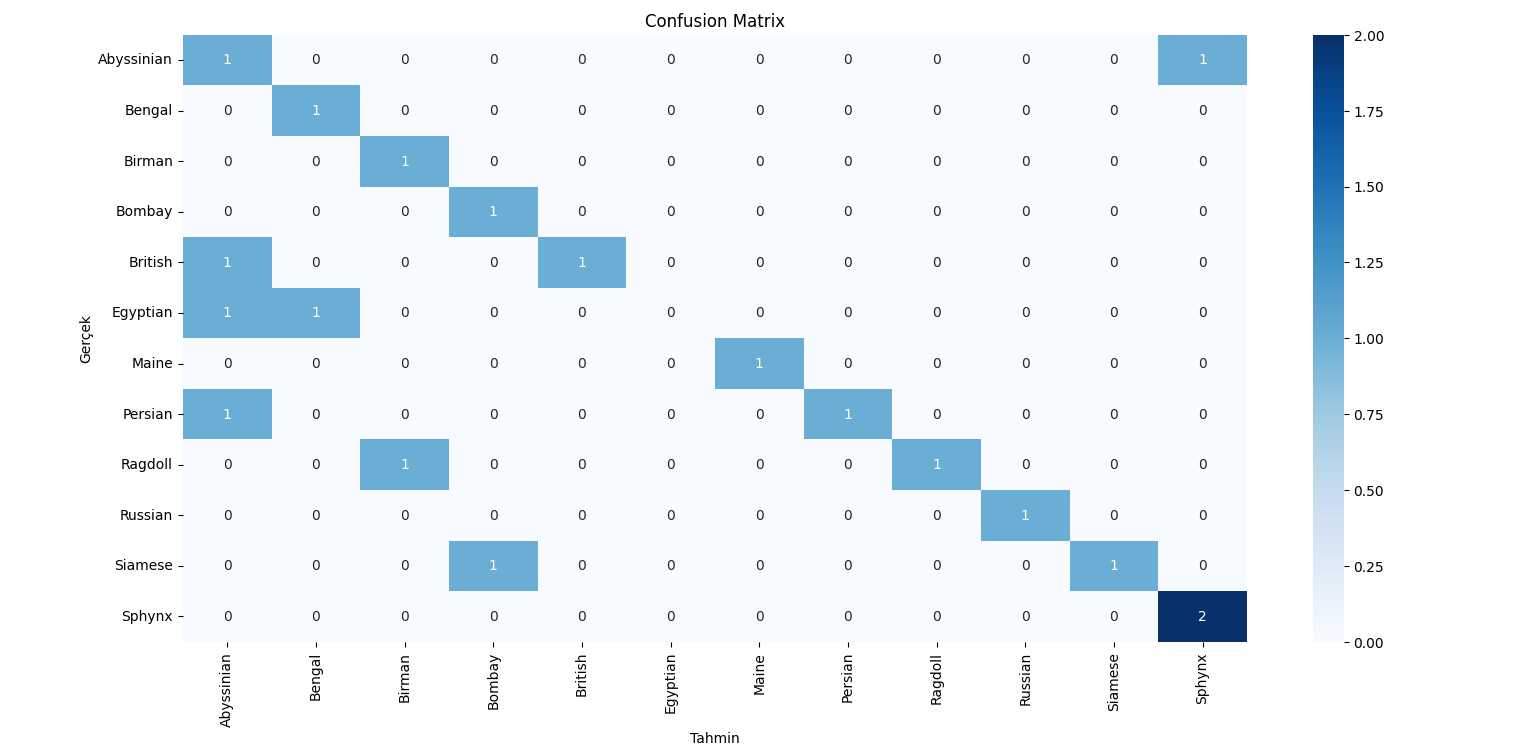 Confusion Matrix
Abyssinian 1 0 0 0 0 0 0 0 0 0 0 1
Bengal 0 1 0 0 0 0 0 0 0 0 0 0
Birman 0 0 1 0 0 0 0 0 0 0 0 0
Bombay 0 0 0 1 0 0 0 0 0 0 0 0
British 1 0 0 0 1 0 0 0 0 0 0 0
Egyptian 1 1 0 0 0 0 0 0 0 0 0 0
Maine 0 0 0 0 0 0 1 0 0 0 0 0
Persian 1 0 0 0 0 0 0 1 0 0 0 0
Ragdoll 0 0 1 0 0 0 0 0 1 0 0 0
Russian 0 0 0 0 0 0 0 0 0 1 0 0
Siamese 0 0 0 1 0 0 0 0 0 0 1 0
Sphynx 0 0 0 0 0 0 0 0 0 0 0 2
Gerçek
Abyssinian Bengal Birman Bombay British Egyptian Maine Persian Ragdoll Russian Siamese Sphynx
Tahmin
2.00
1.75
1.50
1.25
1.00
0.75
0.50
0.25
0.00